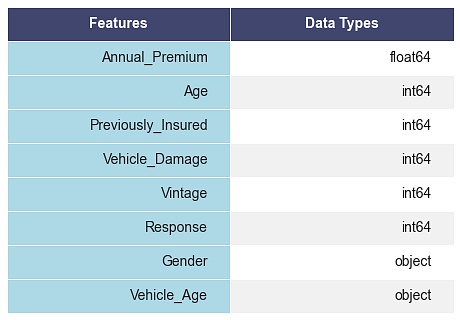 Features Data Types
Annual_Premium float64
Age int64
Previously_Insured int64
Vehicle_Damage int64
Vintage int64
Response int64
Gender object
Vehicle_Age object